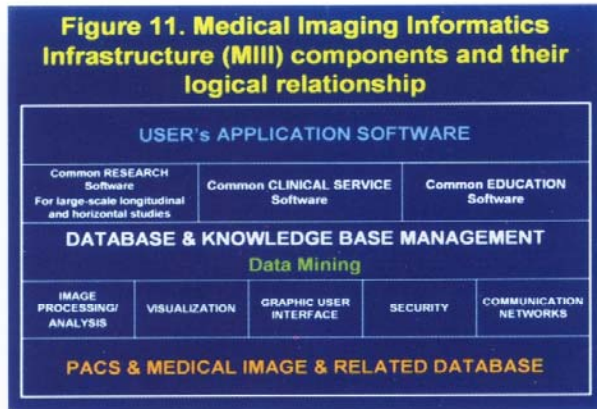 Figure 11. Medical Imaging Informatics
Infrastructure (MIII) components and their
logical relationship
USER's APPLICATION SOFTWARE
Common RESEARCH
Software
For large-scale longitudinal
and horizontal studies
Common CLINICAL SERVICE
Software
Common EDUCATION
Software
DATABASE & KNOWLEDGE BASE MANAGEMENT
Data Mining
IMAGE
PROCESSING/
ANALYSIS
VISUALIZATION
GRAPHIC USER
INTERFACE
SECURITY
COMMUNICATION
NETWORKS
PACS & MEDICAL IMAGE & RELATED DATABASE